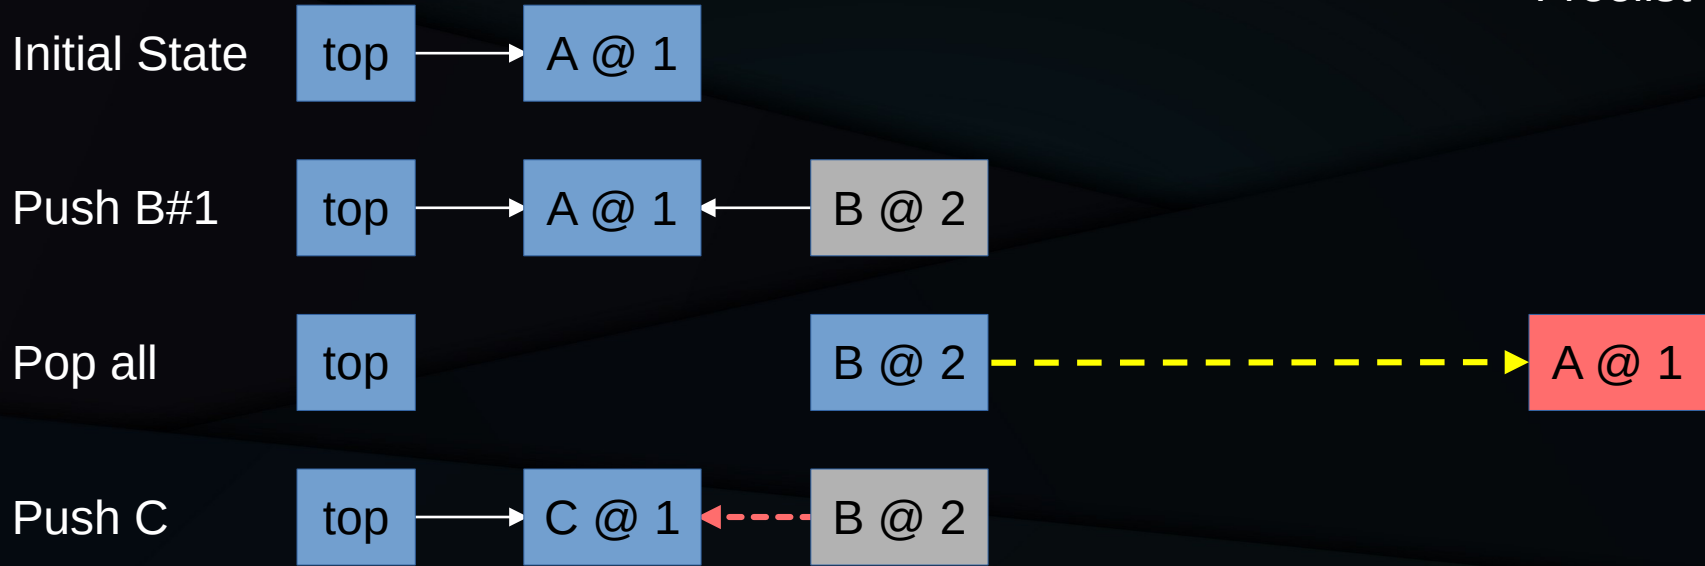 Initial State top A @ 1
Push B#1 top A @ 1 B @ 2
Pop all top B @ 2 A @ 1
Push C top C @ 1 B @ 2